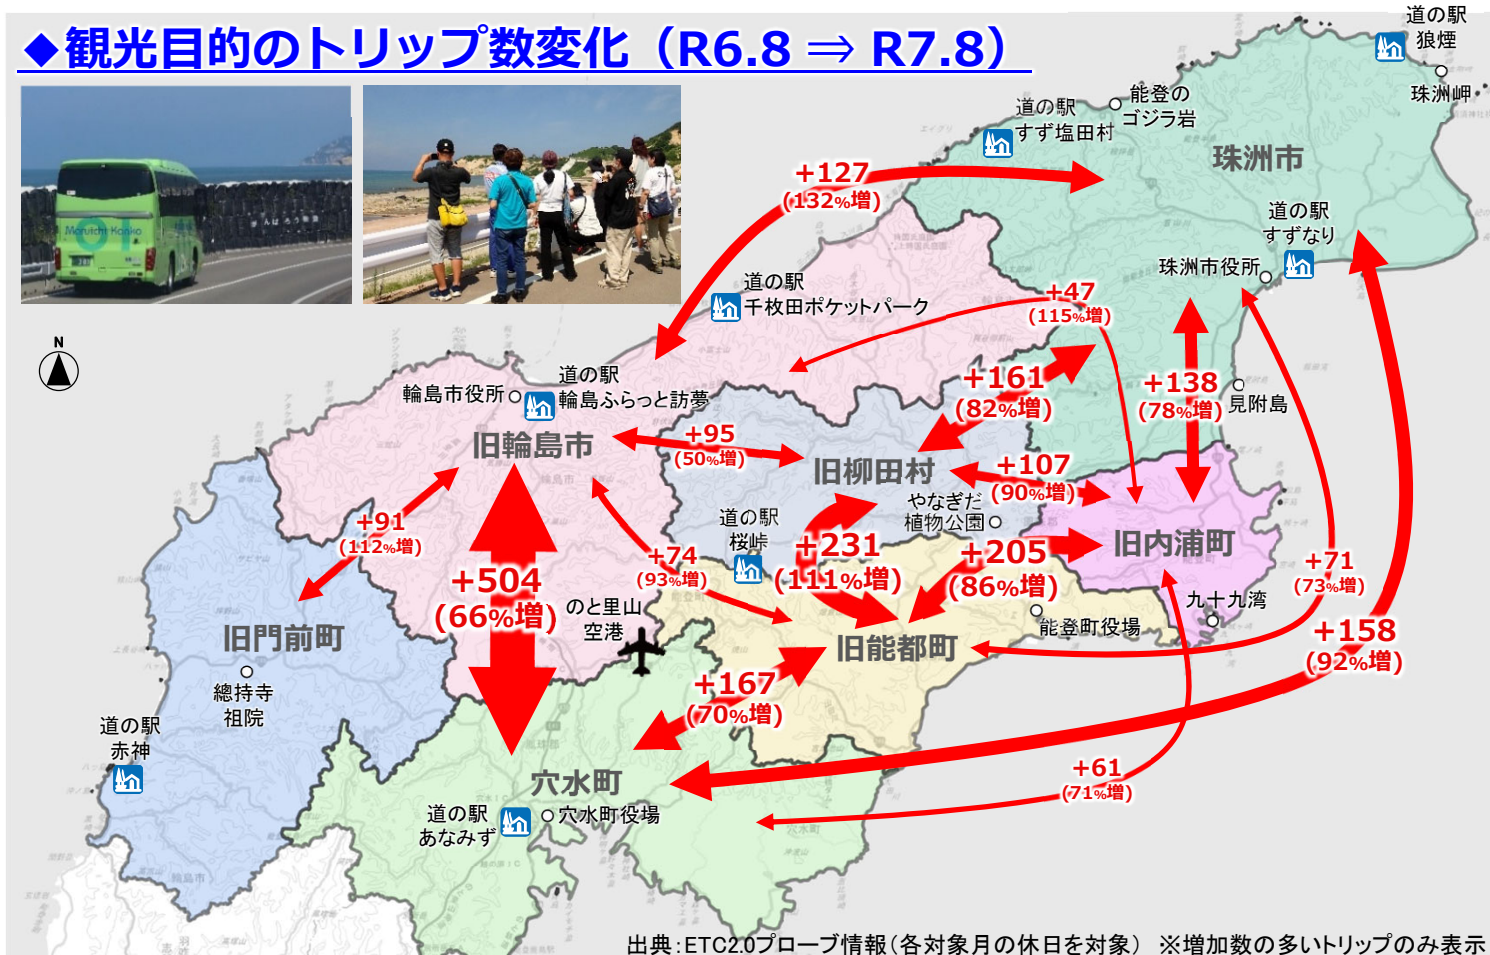 ◆観光目的のトリップ数変化（R6.8 ⇒ R7.8）
道の駅
狼煙
珠洲岬
能登の
ゴジラ岩
道の駅
すず塩田村
珠洲市
+127
(132%増)
道の駅
すずなり
珠洲市役所
Maruichi Kanko
道の駅
千枚田ポケットパーク
+47
(115%増)
N
輪島市役所
道の駅
輪島ふらっと訪夢
+161
(82%増)
+138
(78%増)
見附島
旧輪島市
+95
(50%増)
旧柳田村
+107
(90%増)
やなぎだ
植物公園
+91
(112%増)
道の駅
桜峠
+231
(111%増)
+205
(86%増)
旧内浦町
+504
(66%増)
+74
(93%増)
+71
(73%増)
のと里山
空港
九十九湾
能登町役場
旧門前町
旧能都町
+158
(92%増)
總持寺
祖院
+167
(70%増)
道の駅
赤神
穴水町
+61
(71%増)
道の駅
あなみず
穴水町役場
出典：ETC2.0プローブ情報（各対象月の休日を対象） ※増加数の多いトリップのみ表示